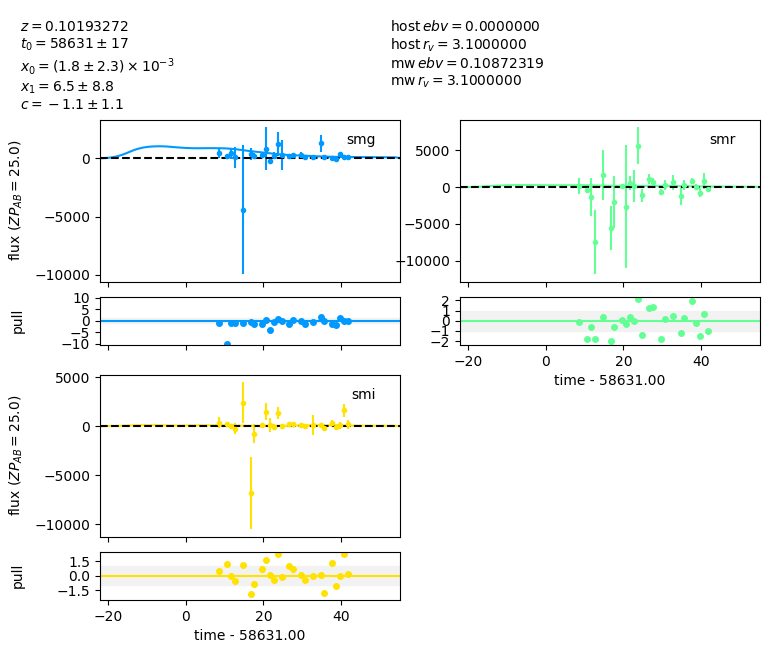 z = 0.10193272
t₀ = 58631 ± 17
x₀ = (1.8 ± 2.3) × 10⁻³
x₁ = 6.5 ± 8.8
c = −1.1 ± 1.1
host ebv = 0.0000000
host r_v = 3.1000000
mw ebv = 0.10872319
mw r_v = 3.1000000
smg
flux (ZP_AB = 25.0)
0
−5000
−10000
pull
10
5
0
−5
−10
smr
5000
0
−5000
−10000
2
1
0
−1
−2
−20
0
20
40
time - 58631.00
smi
flux (ZP_AB = 25.0)
5000
0
−5000
−10000
pull
1.5
0.0
−1.5
−20
0
20
40
time - 58631.00